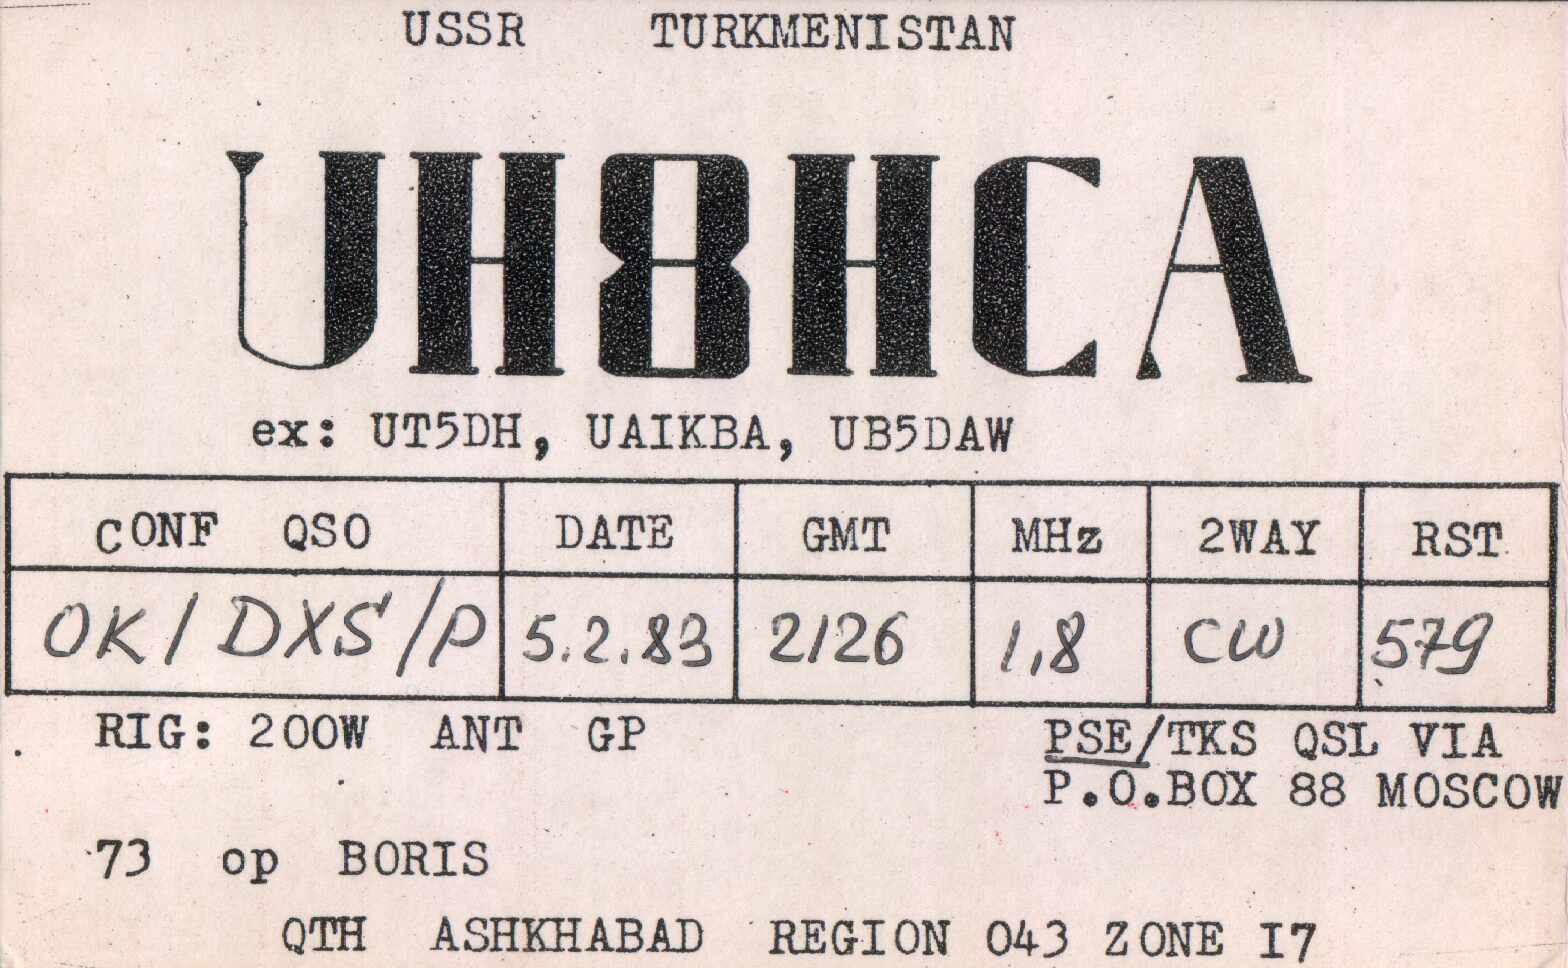 USSR TURKMENISTAN
UH8HCA
ex: UT5DH, UAIKBA, UB5DAW
CONF QSO DATE GMT MHz 2WAY RST
OK1DXS/P 5.2.83 2126 1,8 CW 579
RIG: 200W ANT GP PSE/TKS QSL VIA
P.O.BOX 88 MOSCOW
73 op BORIS
QTH ASHKHABAD REGION 043 ZONE I7